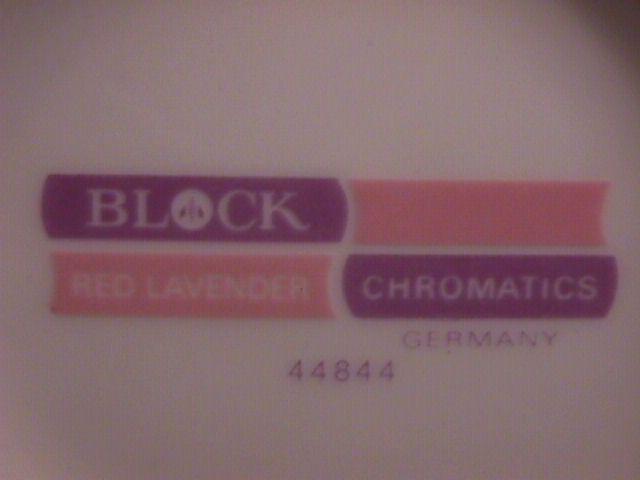 BLOCK
RED LAVENDER CHROMATICS
GERMANY
44844